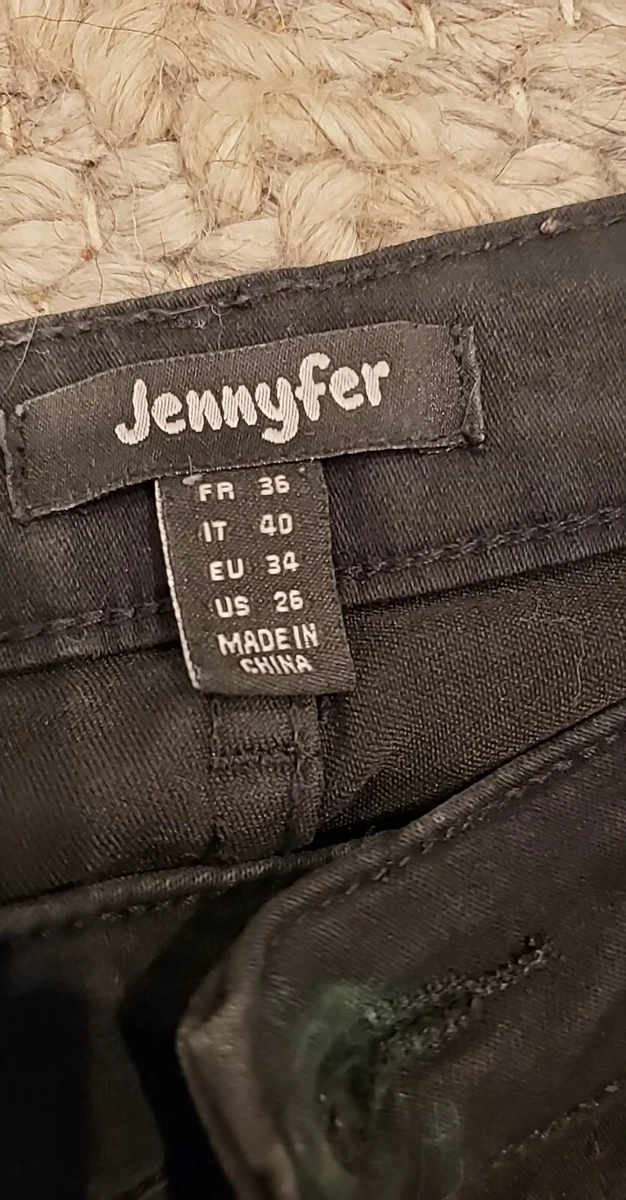 Jennyfer
FR 36
IT 40
EU 34
US 26
MADE IN
CHINA